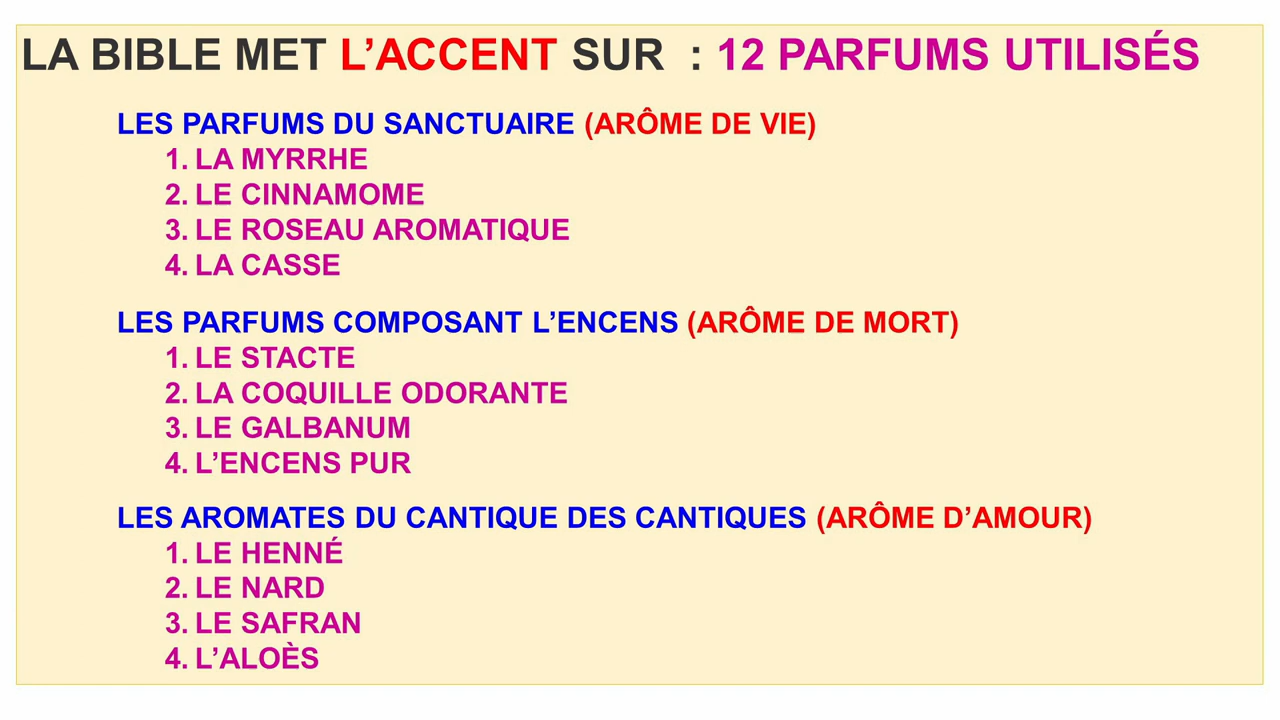 LA BIBLE MET L’ACCENT SUR : 12 PARFUMS UTILISÉS
LES PARFUMS DU SANCTUAIRE (ARÔME DE VIE)
1. LA MYRRHE
2. LE CINNAMOME
3. LE ROSEAU AROMATIQUE
4. LA CASSE
LES PARFUMS COMPOSANT L’ENCENS (ARÔME DE MORT)
1. LE STACTE
2. LA COQUILLE ODORANTE
3. LE GALBANUM
4. L’ENCENS PUR
LES AROMATES DU CANTIQUE DES CANTIQUES (ARÔME D’AMOUR)
1. LE HENNÉ
2. LE NARD
3. LE SAFRAN
4. L’ALOÈS